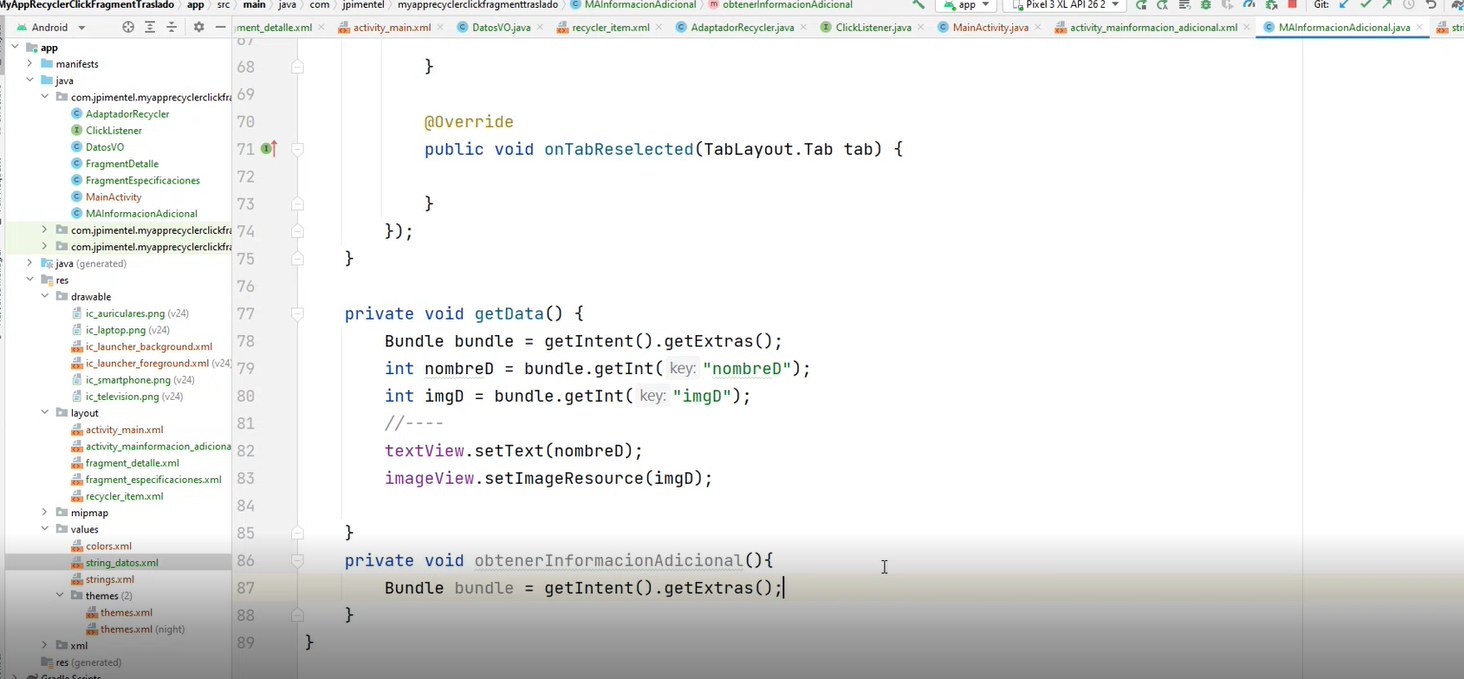 MyAppRecyclerClickFragmentTraslado app src main java com jpimentel myapprecyclerclickfragmenttraslado MAInformacionAdicional obtenerInformacionAdicional app Pixel 3 XL API 26 2 Git:
Android ment_detalle.xml activity_main.xml DatosVO.java recycler_item.xml AdaptadorRecycler.java ClickListener.java MainActivity.java activity_mainformacion_adicional.xml MAInformacionAdicional.java str
app
manifests
java
com.jpimentel.myapprecyclerclickfra
AdaptadorRecycler
ClickListener
DatosVO
FragmentDetalle
FragmentEspecificaciones
MainActivity
MAInformacionAdicional
com.jpimentel.myapprecyclerclickfra
com.jpimentel.myapprecyclerclickfra
java (generated)
res
drawable
ic_auriculares.png (v24)
ic_laptop.png (v24)
ic_launcher_background.xml
ic_launcher_foreground.xml (v24)
ic_smartphone.png (v24)
ic_television.png (v24)
layout
activity_main.xml
activity_mainformacion_adiciona
fragment_detalle.xml
fragment_especificaciones.xml
recycler_item.xml
mipmap
values
colors.xml
string_datos.xml
strings.xml
themes (2)
themes.xml
themes.xml (night)
xml
res (generated)
Gradle Scripts
67
68 }
69
70 @Override
71 public void onTabReselected(TabLayout.Tab tab) {
72
73 }
74 });
75 }
76
77 private void getData() {
78 Bundle bundle = getIntent().getExtras();
79 int nombreD = bundle.getInt( key: "nombreD");
80 int imgD = bundle.getInt( key: "imgD");
81 //----
82 textView.setText(nombreD);
83 imageView.setImageResource(imgD);
84
85 }
86 private void obtenerInformacionAdicional(){
87 Bundle bundle = getIntent().getExtras();
88 }
89 }